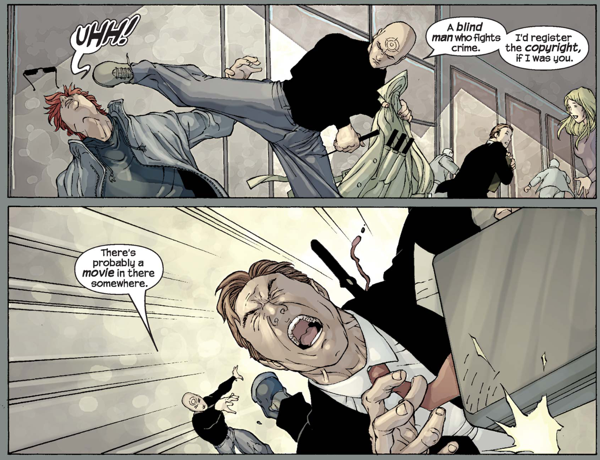 UHH!!
A blind
man who fights
crime.
I'd register
the copyright,
if I was you.
There's
probably a
movie in there
somewhere.